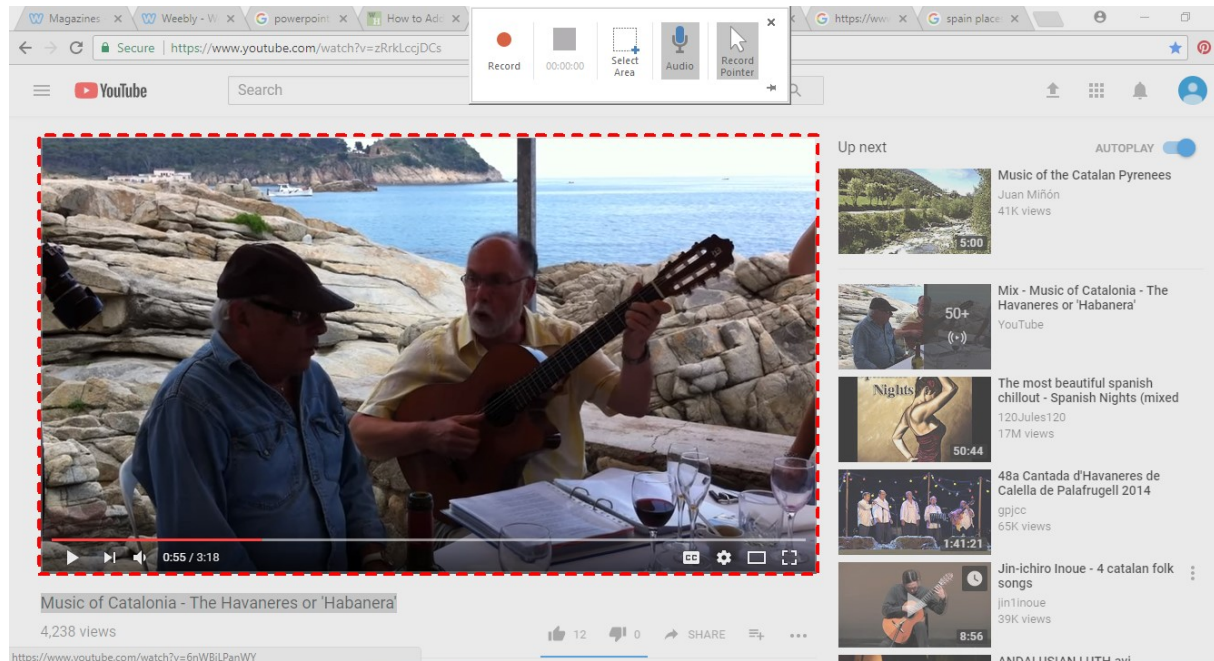 Magazines
Weebly - W
powerpoint
How to Add
https://ww
spain place
Secure | https://www.youtube.com/watch?v=zRrkLccjDCs
Record
00:00:00
Select
Area
Audio
Record
Pointer
YouTube
Search
Up next
AUTOPLAY
Music of the Catalan Pyrenees
Juan Miñón
41K views
5:00
Mix - Music of Catalonia - The
Havaneres or 'Habanera'
YouTube
50+
The most beautiful spanish
chillout - Spanish Nights (mixed
120Jules120
17M views
Nights
50:44
48a Cantada d'Havaneres de
Calella de Palafrugell 2014
gpjcc
65K views
1:41:21
Jin-ichiro Inoue - 4 catalan folk
songs
jin1inoue
39K views
8:56
0:55 / 3:18
CC
Music of Catalonia - The Havaneres or 'Habanera'
4,238 views
12
0
SHARE
https://www.youtube.com/watch?v=6nWBiLPanWY